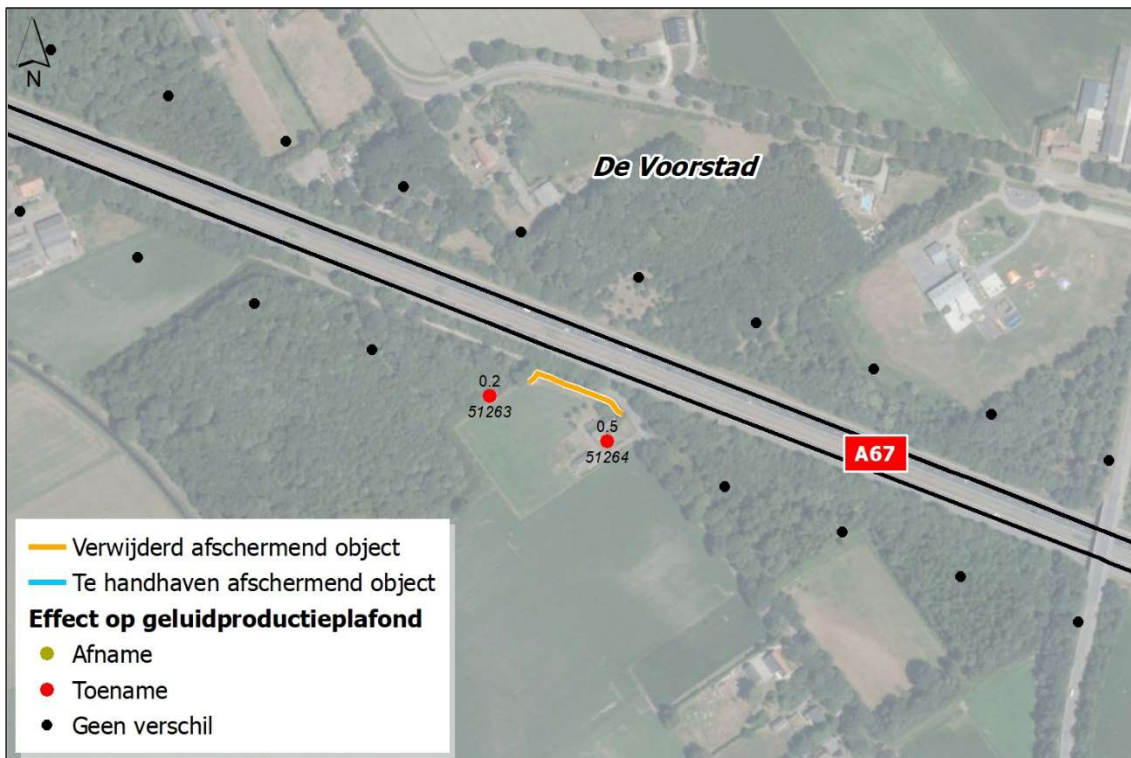 N
De Voorstad
0.2
51263
0.5
51264
A67
Verwijderd afschermend object
Te handhaven afschermend object
Effect op geluidproductieplafond
Afname
Toename
Geen verschil